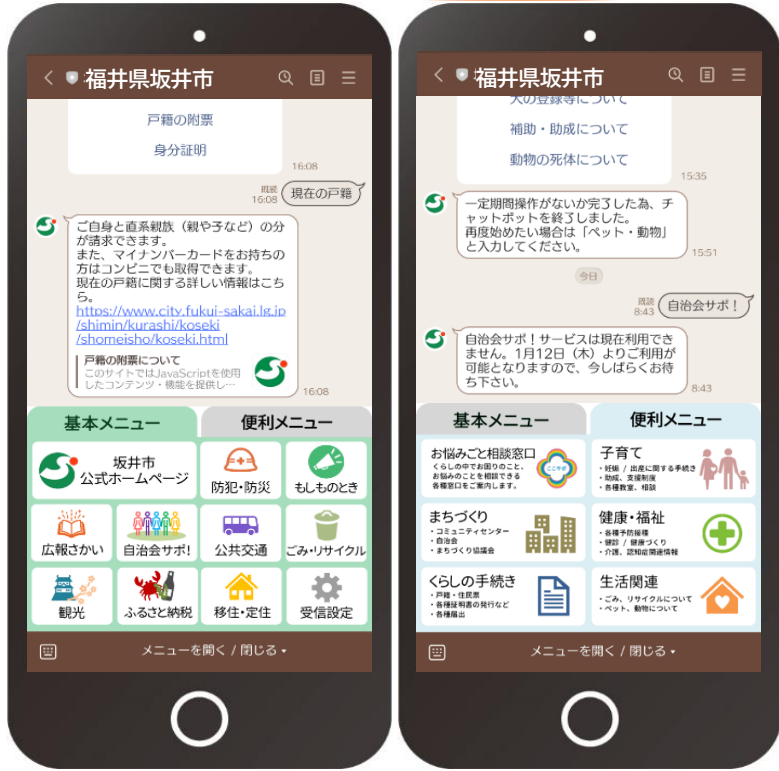 福井県坂井市
戸籍の附票
身分証明
16:08
既読
16:08
現在の戸籍
ご自身と直系親族（親や子など）の分
が請求できます。
また、マイナンバーカードをお持ちの
方はコンビニでも取得できます。
現在の戸籍に関する詳しい情報はこち
ら。
https://www.city.fukui-sakai.lg.jp
/shimin/kurashi/koseki
/shomeisho/koseki.html
戸籍の附票について
このサイトではJavaScriptを使用
したコンテンツ・機能を提供し…
16:08
基本メニュー
便利メニュー
坂井市
公式ホームページ
防犯・防災
もしものとき
広報さかい
自治会サポ!
公共交通
ごみ・リサイクル
観光
ふるさと納税
移住・定住
受信設定
メニューを開く / 閉じる
福井県坂井市
犬の登録等について
補助・助成について
動物の死体について
15:35
一定期間操作がないか完了した為、チ
ャットボットを終了しました。
再度始めたい場合は「ペット・動物」
と入力してください。
15:51
今日
既読
8:43
自治会サポ！
自治会サポ！サービスは現在利用でき
ません。1月12日（木）よりご利用が
可能となりますので、今しばらくお待
ち下さい。
8:43
基本メニュー
便利メニュー
お悩みごと相談窓口
くらしの中でお困りのこと、
お悩みのことを相談できる
各種窓口をご案内します。
ここサポ
子育て
・妊娠 / 出産に関する手続き
・助成、支援制度
・各種教室、相談
まちづくり
・コミュニティセンター
・自治会
・まちづくり協議会
健康・福祉
・各種予防接種
・健診 / 健康づくり
・介護、認知症関連情報
くらしの手続き
・戸籍・住民票
・各種証明書の発行など
・各種届出
生活関連
・ごみ、リサイクルについて
・ペット、動物について
メニューを開く / 閉じる